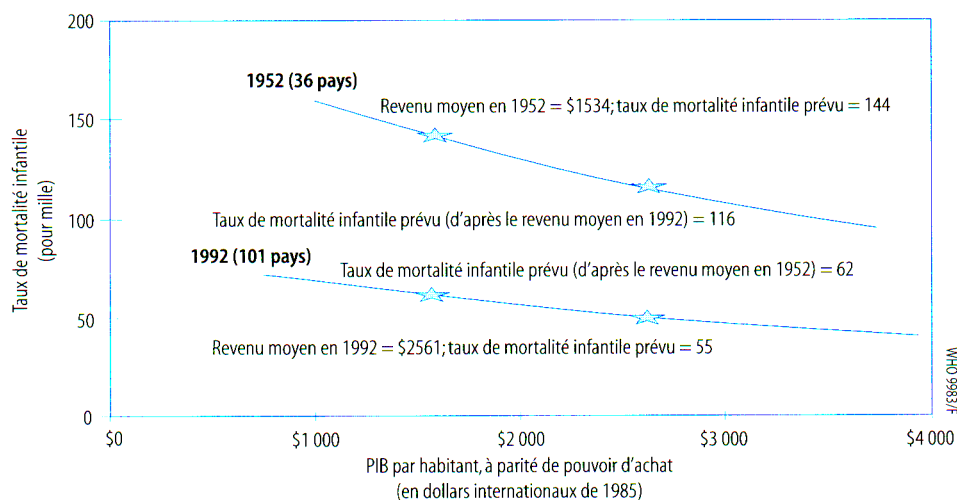 200
150
100
50
0
Taux de mortalité infantile
(pour mille)
1952 (36 pays)
Revenu moyen en 1952 = $1534; taux de mortalité infantile prévu = 144
Taux de mortalité infantile prévu (d'après le revenu moyen en 1992) = 116
1992 (101 pays)
Taux de mortalité infantile prévu (d'après le revenu moyen en 1952) = 62
Revenu moyen en 1992 = $2561; taux de mortalité infantile prévu = 55
$0
$1 000
$2 000
$3 000
$4 000
PIB par habitant, à parité de pouvoir d'achat
(en dollars internationaux de 1985)
WHO 9983/F